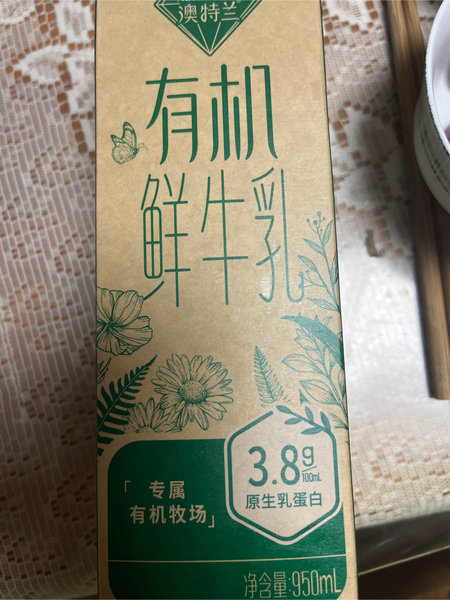 澳特兰
有机
鲜牛乳
3.8g/100mL
原生乳蛋白
「专属
有机牧场」
净含量:950mL